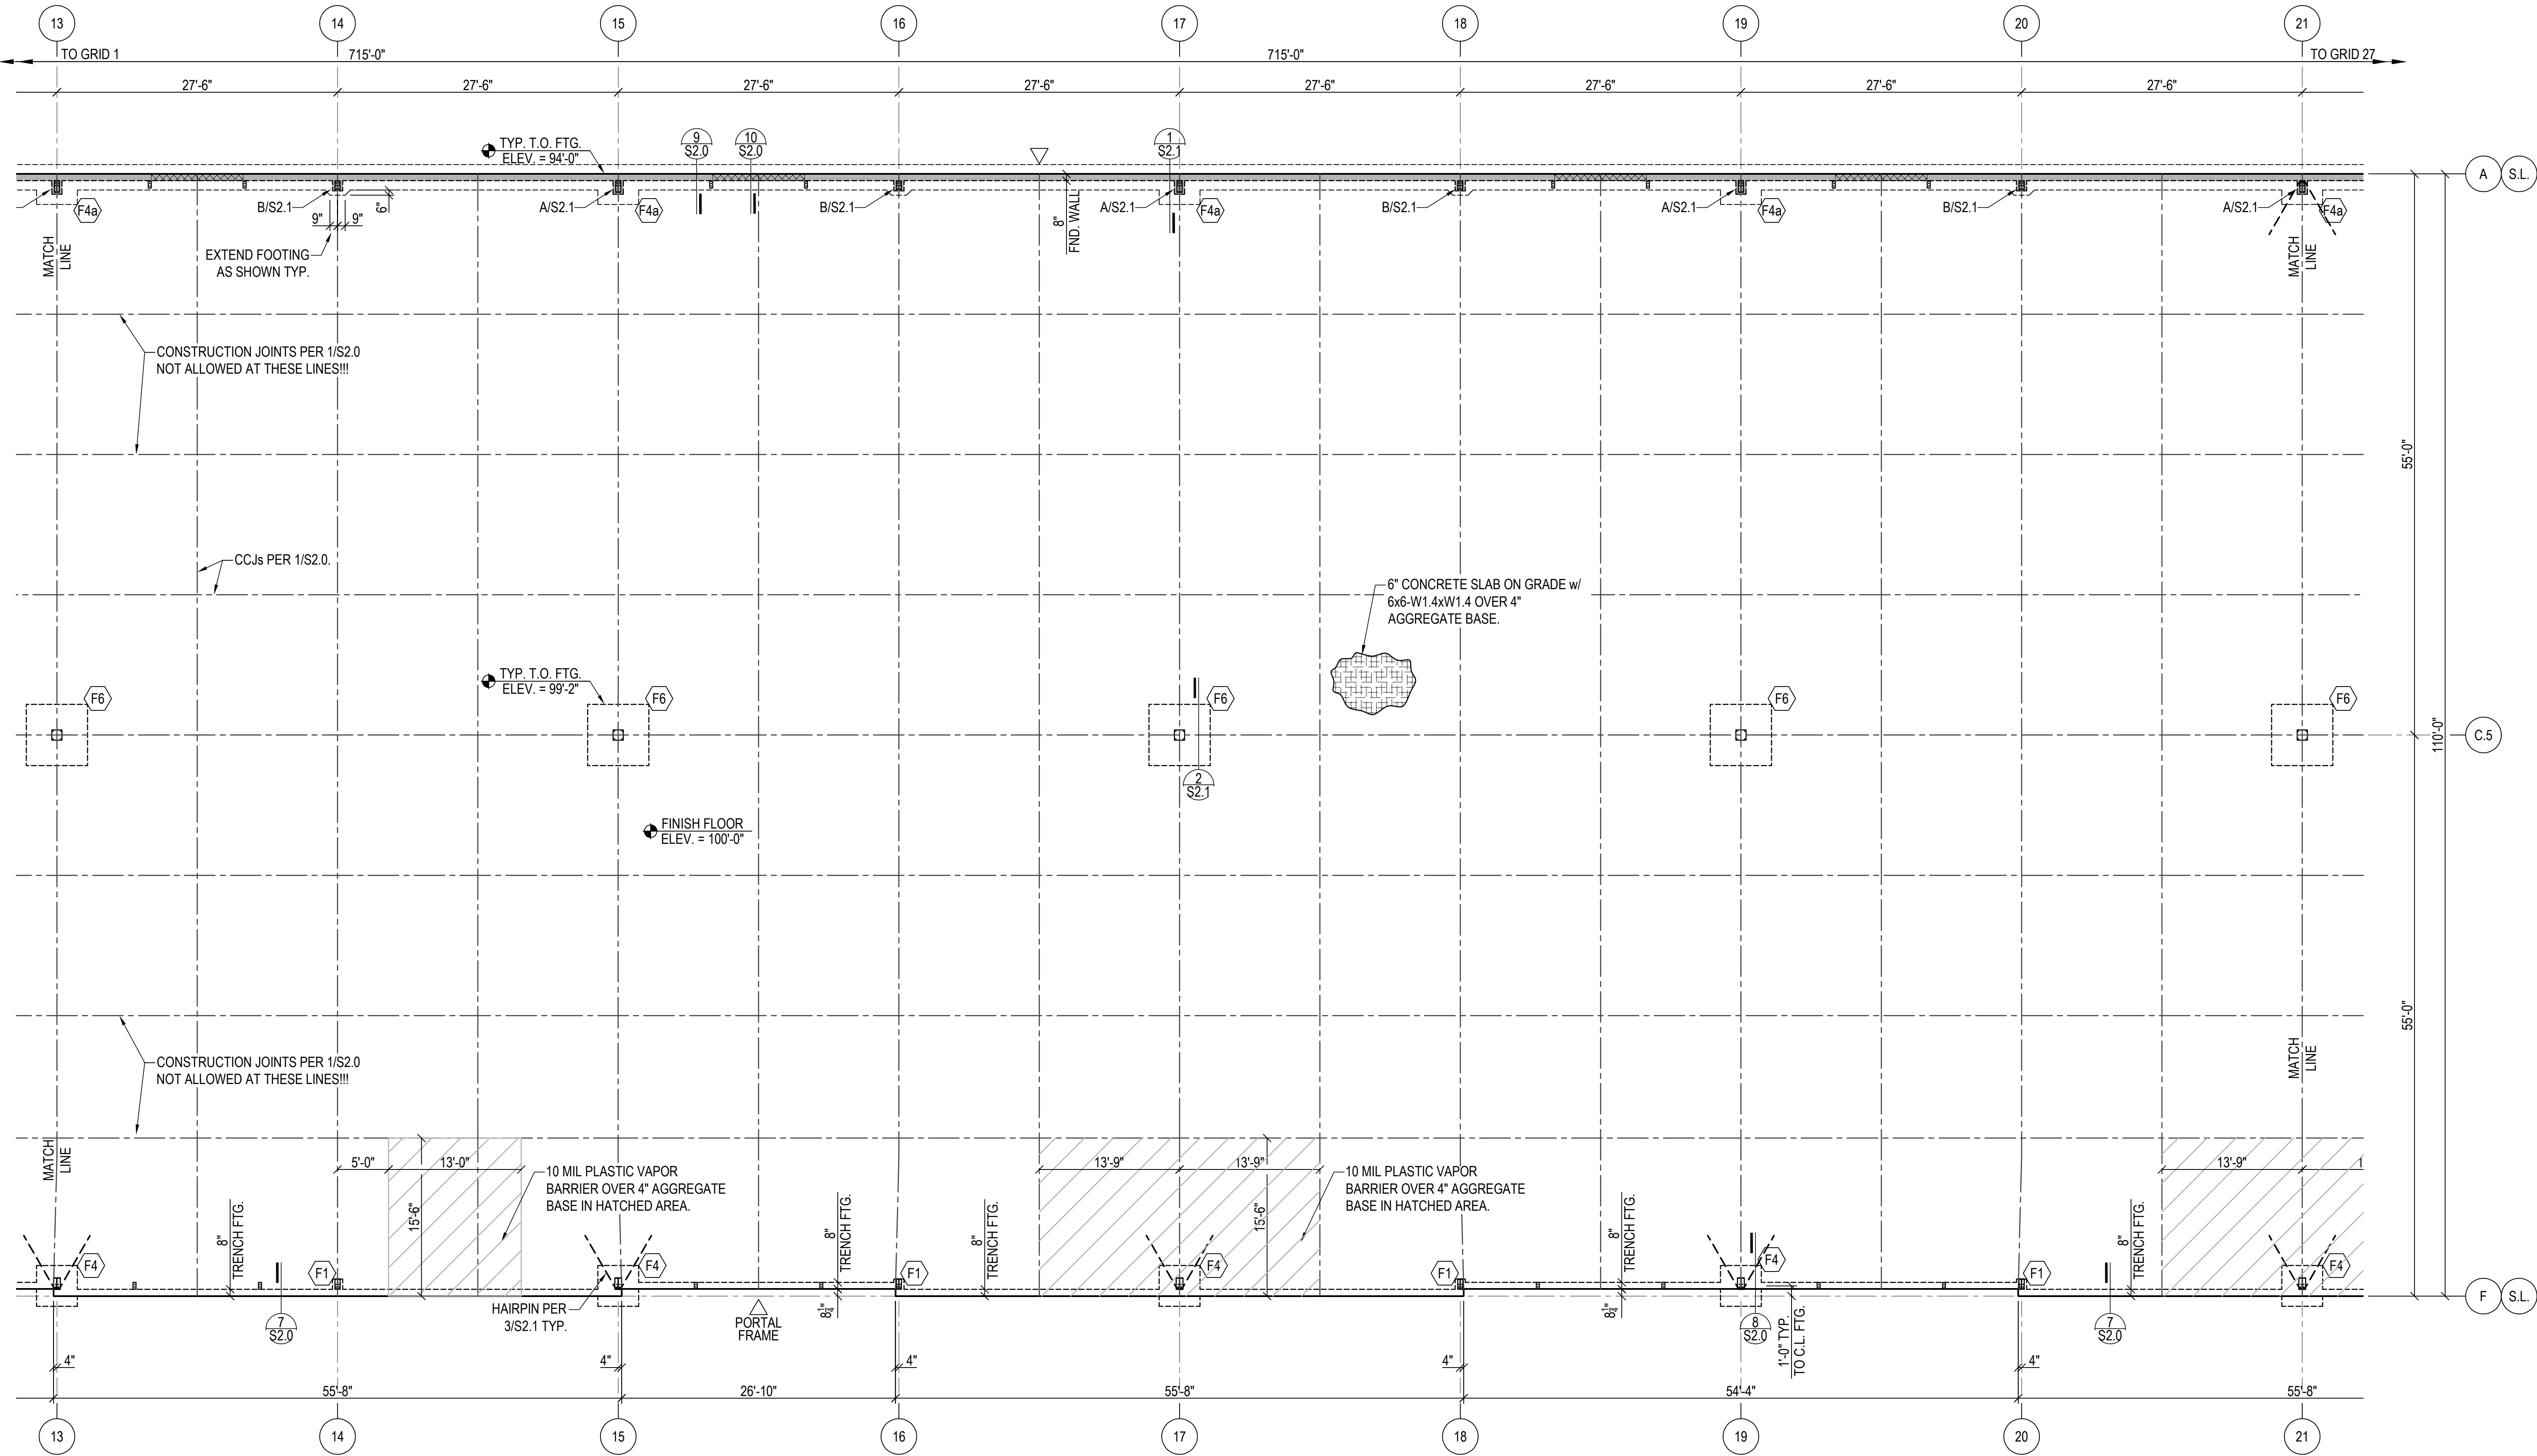 13 14 15 16 17 18 19 20 21
TO GRID 1 715'-0" 715'-0" TO GRID 27
27'-6" 27'-6" 27'-6" 27'-6" 27'-6" 27'-6" 27'-6" 27'-6"
TYP. T.O. FTG.
ELEV. = 94'-0"
9
S2.0
10
S2.0
1
S2.1
A S.L.
F4a
B/S2.1
6"
9" 9"
EXTEND FOOTING
AS SHOWN TYP.
A/S2.1
F4a
B/S2.1
8"
FND. WALL
A/S2.1
F4a
B/S2.1
A/S2.1
F4a
B/S2.1
A/S2.1
F4a
MATCH
LINE
MATCH
LINE
CONSTRUCTION JOINTS PER 1/S2.0
NOT ALLOWED AT THESE LINES!!!
55'-0"
CCJs PER 1/S2.0.
6" CONCRETE SLAB ON GRADE w/
6x6-W1.4xW1.4 OVER 4"
AGGREGATE BASE.
TYP. T.O. FTG.
ELEV. = 99'-2"
F6 F6 F6 F6 F6
2
S2.1
110'-0"
C.5
FINISH FLOOR
ELEV. = 100'-0"
55'-0"
CONSTRUCTION JOINTS PER 1/S2.0
NOT ALLOWED AT THESE LINES!!!
MATCH
LINE
MATCH
LINE
5'-0" 13'-0"
15'-6"
10 MIL PLASTIC VAPOR
BARRIER OVER 4" AGGREGATE
BASE IN HATCHED AREA.
13'-9" 13'-9"
15'-6"
10 MIL PLASTIC VAPOR
BARRIER OVER 4" AGGREGATE
BASE IN HATCHED AREA.
13'-9" 1
8"
TRENCH FTG.
8"
TRENCH FTG.
8"
TRENCH FTG.
8"
TRENCH FTG.
8"
TRENCH FTG.
F4 F1 F4 F1 F4 F1 F4 F1 F4
HAIRPIN PER
3/S2.1 TYP.
7
S2.0
PORTAL
FRAME
8 1/4"
8 1/4"
8
S2.0
1'-0" TYP.
TO C.L. FTG.
7
S2.0
F S.L.
4" 4" 4" 4" 4"
55'-8" 26'-10" 55'-8" 54'-4" 55'-8"
13 14 15 16 17 18 19 20 21